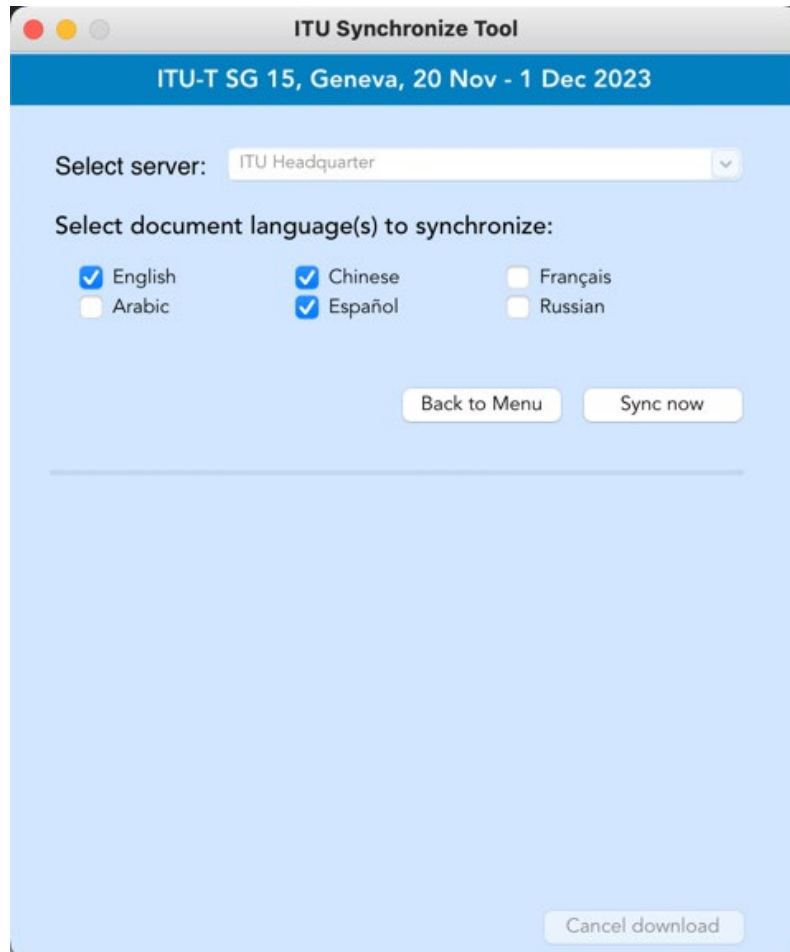 ITU Synchronize Tool
ITU-T SG 15, Geneva, 20 Nov - 1 Dec 2023
Select server: ITU Headquarter
Select document language(s) to synchronize:
English Chinese Français
Arabic Español Russian
Back to Menu Sync now
Cancel download